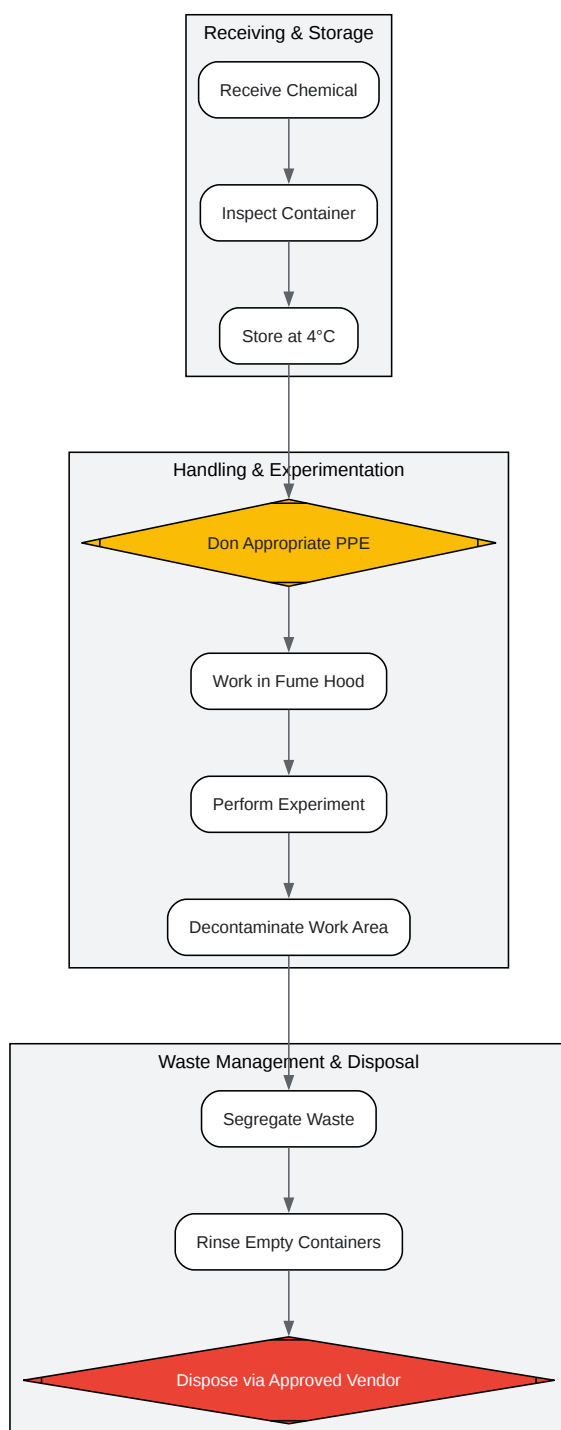 Receiving & Storage
Receive Chemical
Inspect Container
Store at 4°C
Handling & Experimentation
Don Appropriate PPE
Work in Fume Hood
Perform Experiment
Decontaminate Work Area
Waste Management & Disposal
Segregate Waste
Rinse Empty Containers
Dispose via Approved Vendor